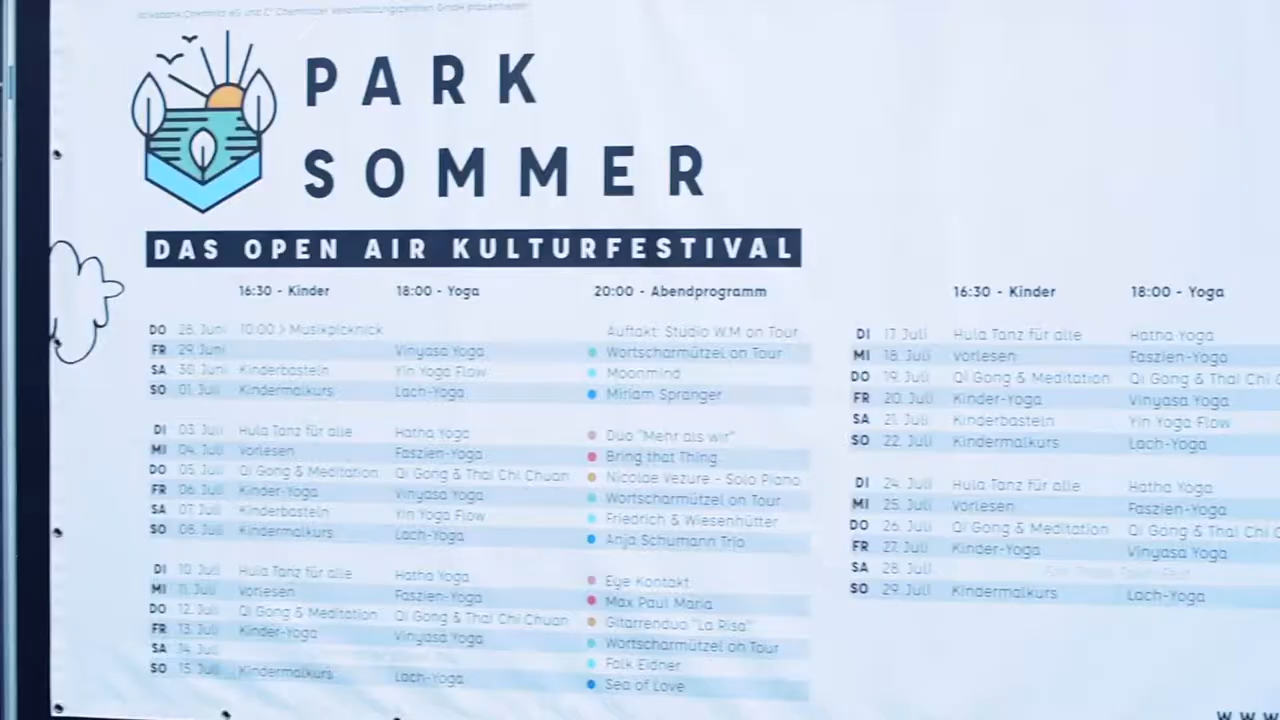 Volksbank Chemnitz eG und C³ Chemnitzer Veranstaltungszentren GmbH präsentieren
PARK
SOMMER
DAS OPEN AIR KULTURFESTIVAL
16:30 - Kinder 18:00 - Yoga 20:00 - Abendprogramm
DO 28. Juni 10:00 > Musikpicknick Auftakt: Studio W.M on Tour
FR 29. Juni Vinyasa Yoga Wortscharmützel on Tour
SA 30. Juni Kinderbasteln Yin Yoga Flow Moonmind
SO 01. Juli Kindermalkurs Lach-Yoga Miriam Spranger
DI 03. Juli Hula Tanz für alle Hatha Yoga Duo "Mehr als wir"
MI 04. Juli Vorlesen Faszien-Yoga Bring that Thing
DO 05. Juli Qi Gong & Meditation Qi Gong & Thai Chi Chuan Nicolae Vezure - Solo Piano
FR 06. Juli Kinder-Yoga Vinyasa Yoga Wortscharmützel on Tour
SA 07. Juli Kinderbasteln Yin Yoga Flow Friedrich & Wiesenhütter
SO 08. Juli Kindermalkurs Lach-Yoga Anja Schumann Trio
DI 10. Juli Hula Tanz für alle Hatha Yoga Eye Kontakt
MI 11. Juli Vorlesen Faszien-Yoga Max Paul Maria
DO 12. Juli Qi Gong & Meditation Qi Gong & Thai Chi Chuan Gitarrenduo "La Risa"
FR 13. Juli Kinder-Yoga Vinyasa Yoga Wortscharmützel on Tour
SA 14. Juli Falk Eidner
SO 15. Juli Kindermalkurs Lach-Yoga Sea of Love
16:30 - Kinder 18:00 - Yoga
DI 17. Juli Hula Tanz für alle Hatha Yoga
MI 18. Juli Vorlesen Faszien-Yoga
DO 19. Juli Qi Gong & Meditation Qi Gong & Thai Chi C
FR 20. Juli Kinder-Yoga Vinyasa Yoga
SA 21. Juli Kinderbasteln Yin Yoga Flow
SO 22. Juli Kindermalkurs Lach-Yoga
DI 24. Juli Hula Tanz für alle Hatha Yoga
MI 25. Juli Vorlesen Faszien-Yoga
DO 26. Juli Qi Gong & Meditation Qi Gong & Thai Chi C
FR 27. Juli Kinder-Yoga Vinyasa Yoga
SA 28. Juli
SO 29. Juli Kindermalkurs Lach-Yoga
WWW